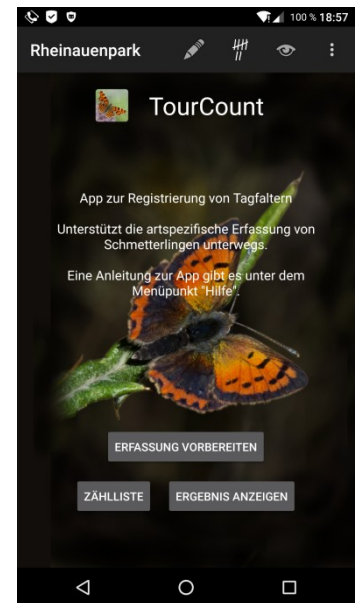 100 % 18:57
Rheinauenpark
TourCount
App zur Registrierung von Tagfaltern
Unterstützt die artspezifische Erfassung von
Schmetterlingen unterwegs.
Eine Anleitung zur App gibt es unter dem
Menüpunkt "Hilfe".
ERFASSUNG VORBEREITEN
ZÄHLLISTE ERGEBNIS ANZEIGEN